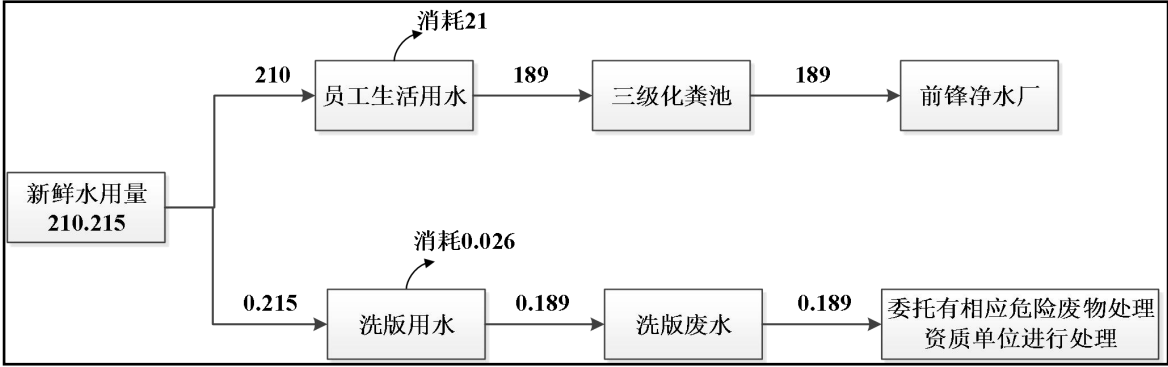 消耗21
210
员工生活用水
189
三级化粪池
189
前锋净水厂
新鲜水用量
210.215
消耗0.026
0.215
洗版用水
0.189
洗版废水
0.189
委托有相应危险废物处理
资质单位进行处理